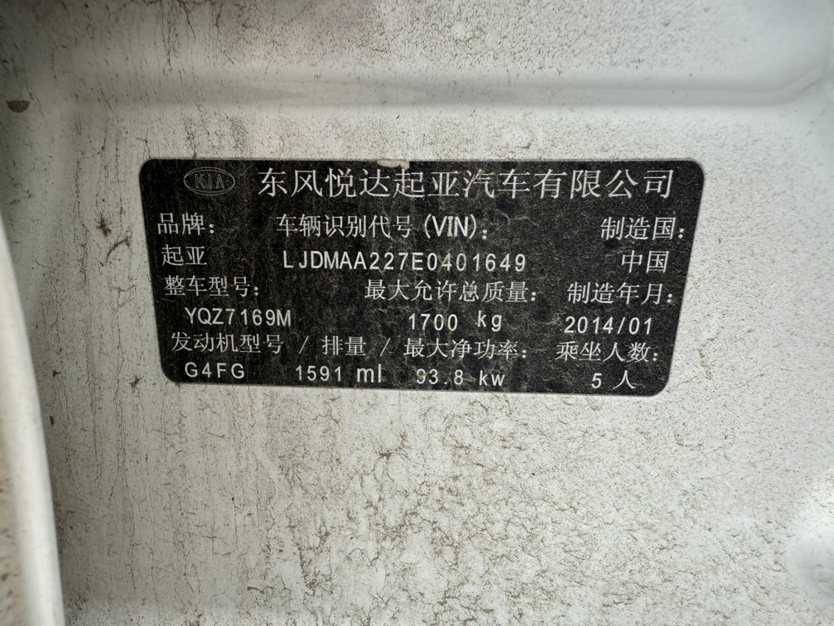 KIA 东风悦达起亚汽车有限公司
品牌： 车辆识别代号(VIN)： 制造国：
起亚 LJDMAA227E0401649 中国
整车型号： 最大允许总质量： 制造年月：
YQZ7169M 1700 kg 2014/01
发动机型号 / 排量 / 最大净功率： 乘坐人数：
G4FG 1591 ml 93.8 kw 5 人